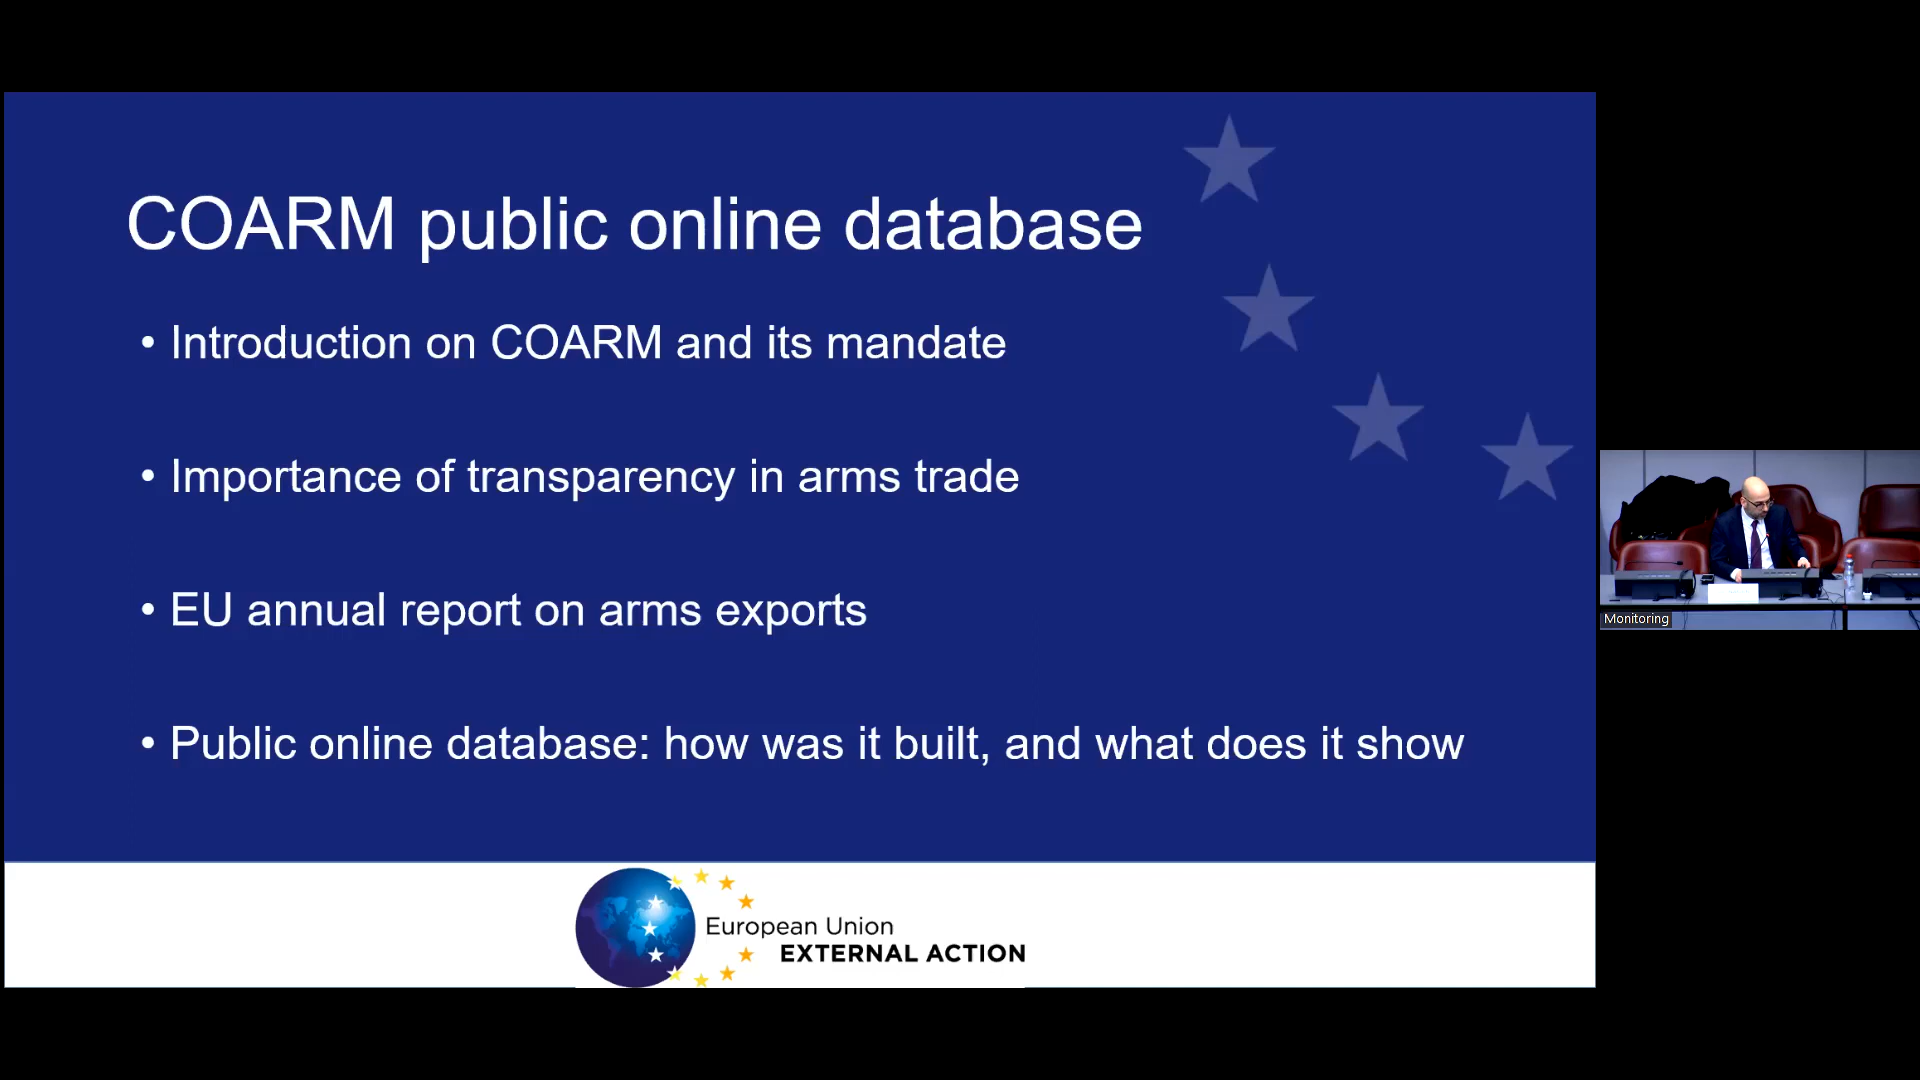 COARM public online database
• Introduction on COARM and its mandate
• Importance of transparency in arms trade
• EU annual report on arms exports
• Public online database: how was it built, and what does it show
European Union
EXTERNAL ACTION
Monitoring